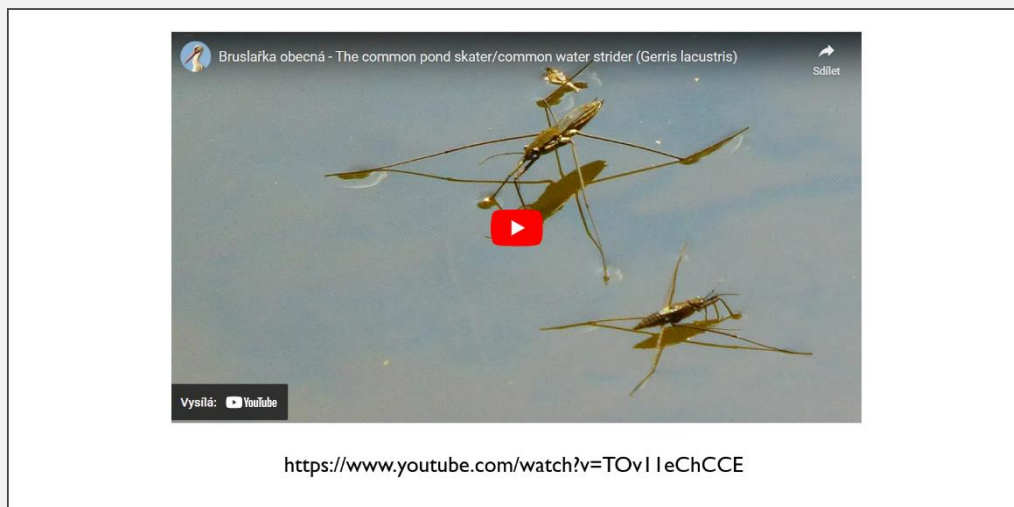 Bruslařka obecná - The common pond skater/common water strider (Gerris lacustris)
Sdílet
Vysílá: YouTube
https://www.youtube.com/watch?v=TOv11eChCCE